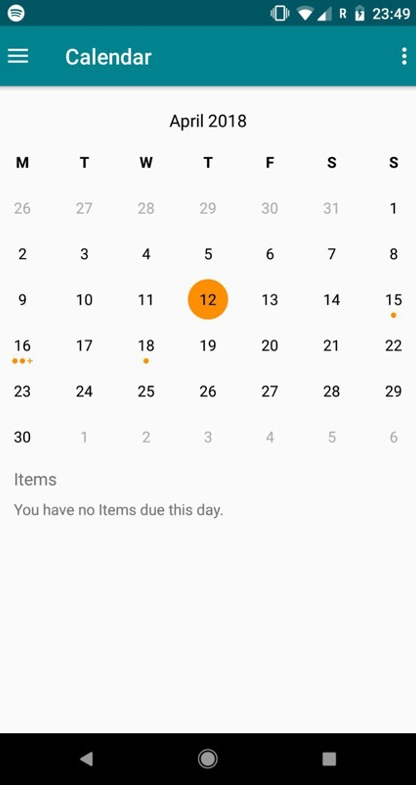 R 23:49
Calendar
April 2018
M T W T F S S
26 27 28 29 30 31 1
2 3 4 5 6 7 8
9 10 11 12 13 14 15
16 17 18 19 20 21 22
23 24 25 26 27 28 29
30 1 2 3 4 5 6
Items
You have no Items due this day.